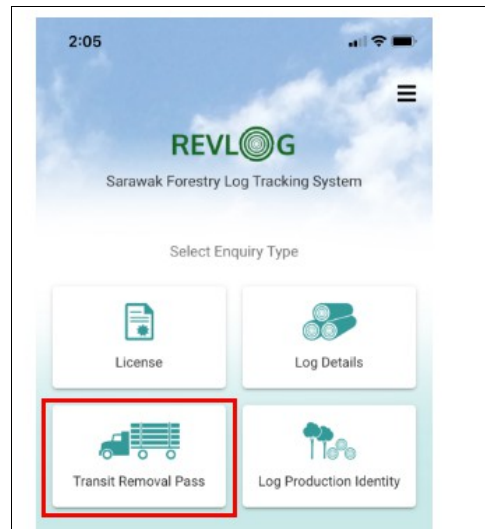 2:05
REVLOG
Sarawak Forestry Log Tracking System
Select Enquiry Type
License
Log Details
Transit Removal Pass
Log Production Identity